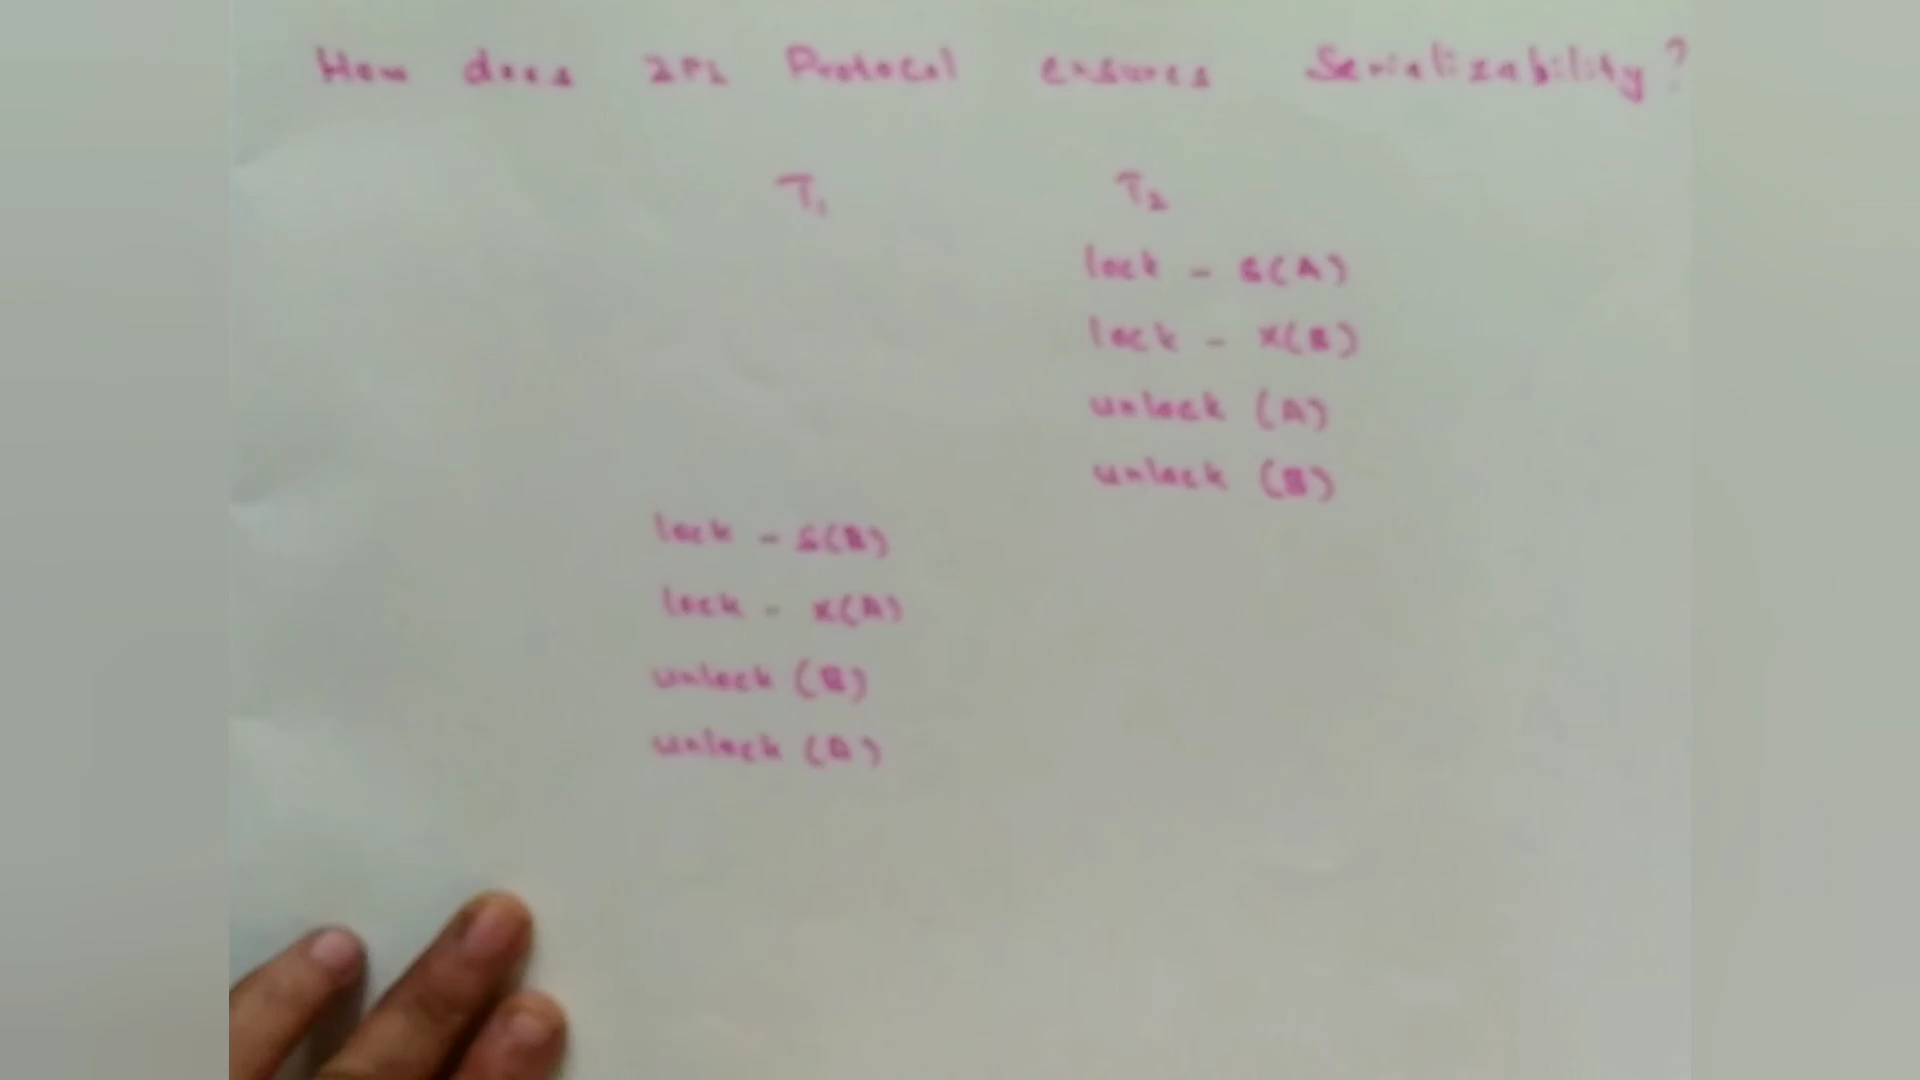 How does 2PL Protocol ensures Serializability?
T1 T2
lock - S(A)
lock - X(B)
unlock (A)
unlock (B)
lock - S(B)
lock - X(A)
unlock (B)
unlock (A)